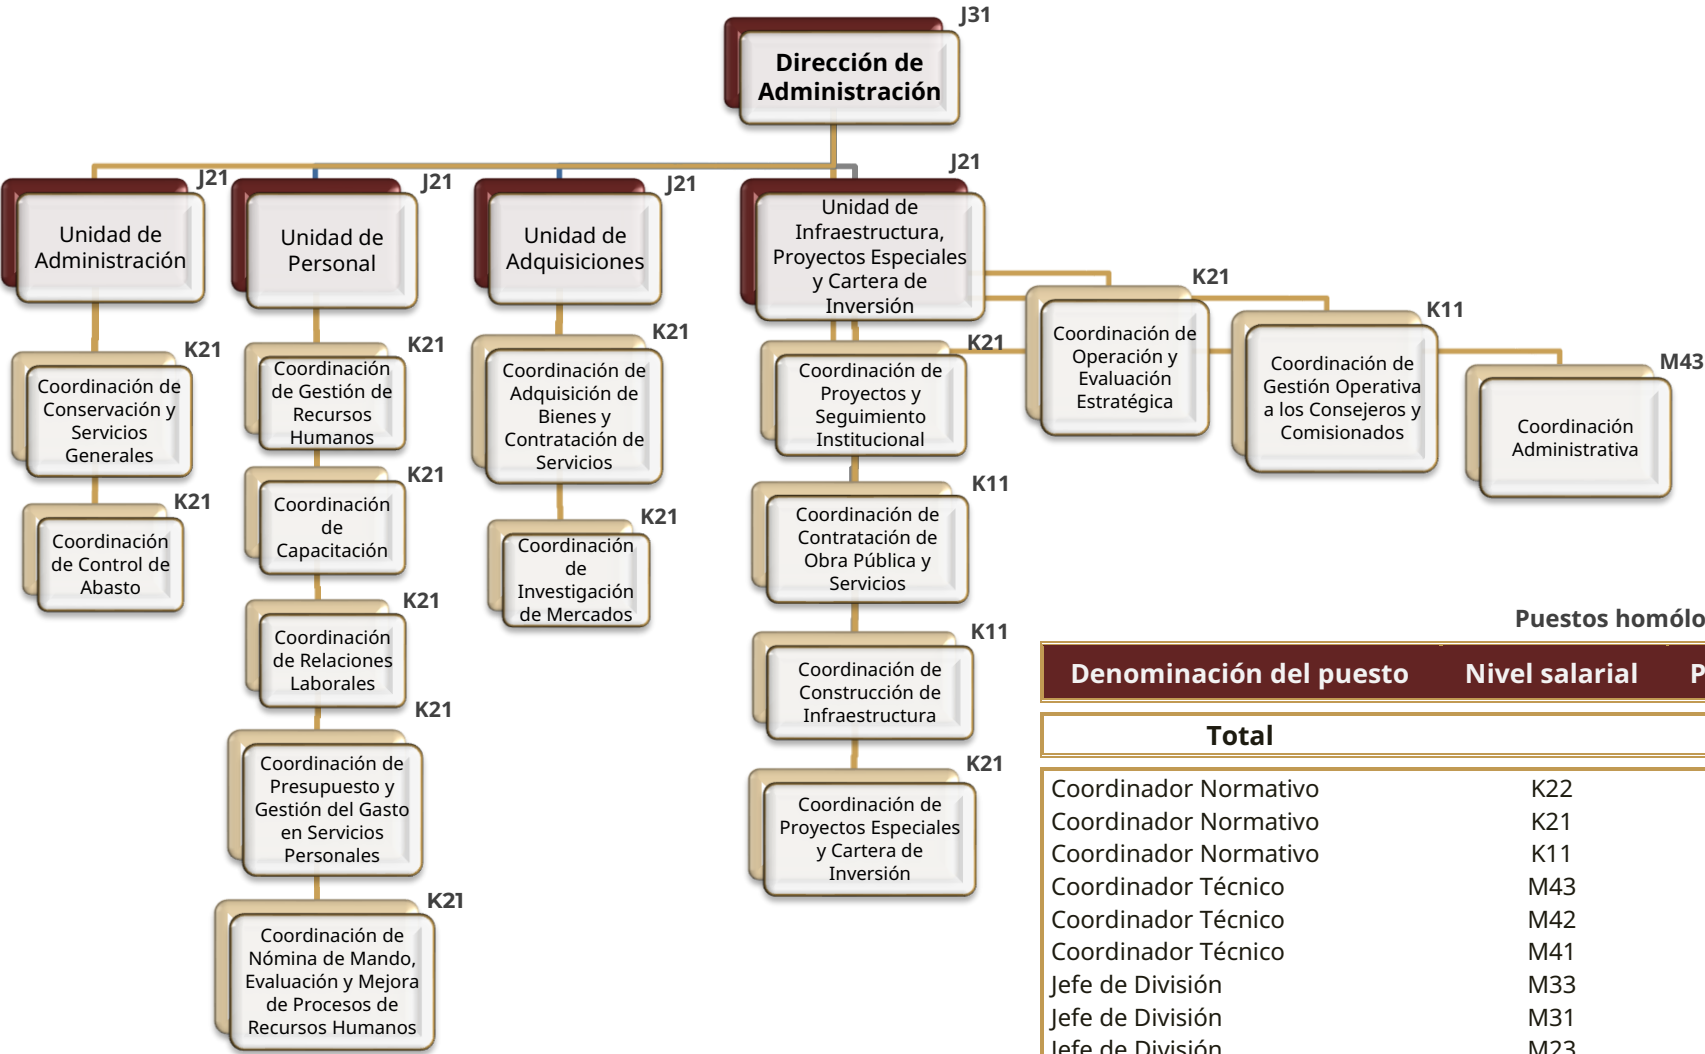 J31
Dirección de
Administración
J21
Unidad de
Administración
K21
Coordinación de
Conservación y
Servicios
Generales
K21
Coordinación
de Control de
Abasto
J21
Unidad de
Personal
K21
Coordinación
de Gestión de
Recursos
Humanos
K21
Coordinación
de
Capacitación
K21
Coordinación
de Relaciones
Laborales
K21
Coordinación de
Presupuesto y
Gestión del Gasto
en Servicios
Personales
K21
Coordinación de
Nómina de Mando,
Evaluación y Mejora
de Procesos de
Recursos Humanos
J21
Unidad de
Adquisiciones
K21
Coordinación de
Adquisición de
Bienes y
Contratación de
Servicios
K21
Coordinación
de
Investigación
de Mercados
J21
Unidad de
Infraestructura,
Proyectos Especiales
y Cartera de
Inversión
K21
Coordinación de
Proyectos y
Seguimiento
Institucional
K11
Coordinación de
Contratación de
Obra Pública y
Servicios
K11
Coordinación de
Construcción de
Infraestructura
K21
Coordinación de
Proyectos Especiales
y Cartera de
Inversión
K21
Coordinación de
Operación y
Evaluación
Estratégica
K11
Coordinación de
Gestión Operativa
a los Consejeros y
Comisionados
M43
Coordinación
Administrativa
Puestos homólo
Denominación del puesto Nivel salarial P
Total
Coordinador Normativo K22
Coordinador Normativo K21
Coordinador Normativo K11
Coordinador Técnico M43
Coordinador Técnico M42
Coordinador Técnico M41
Jefe de División M33
Jefe de División M31
Jefe de División M23